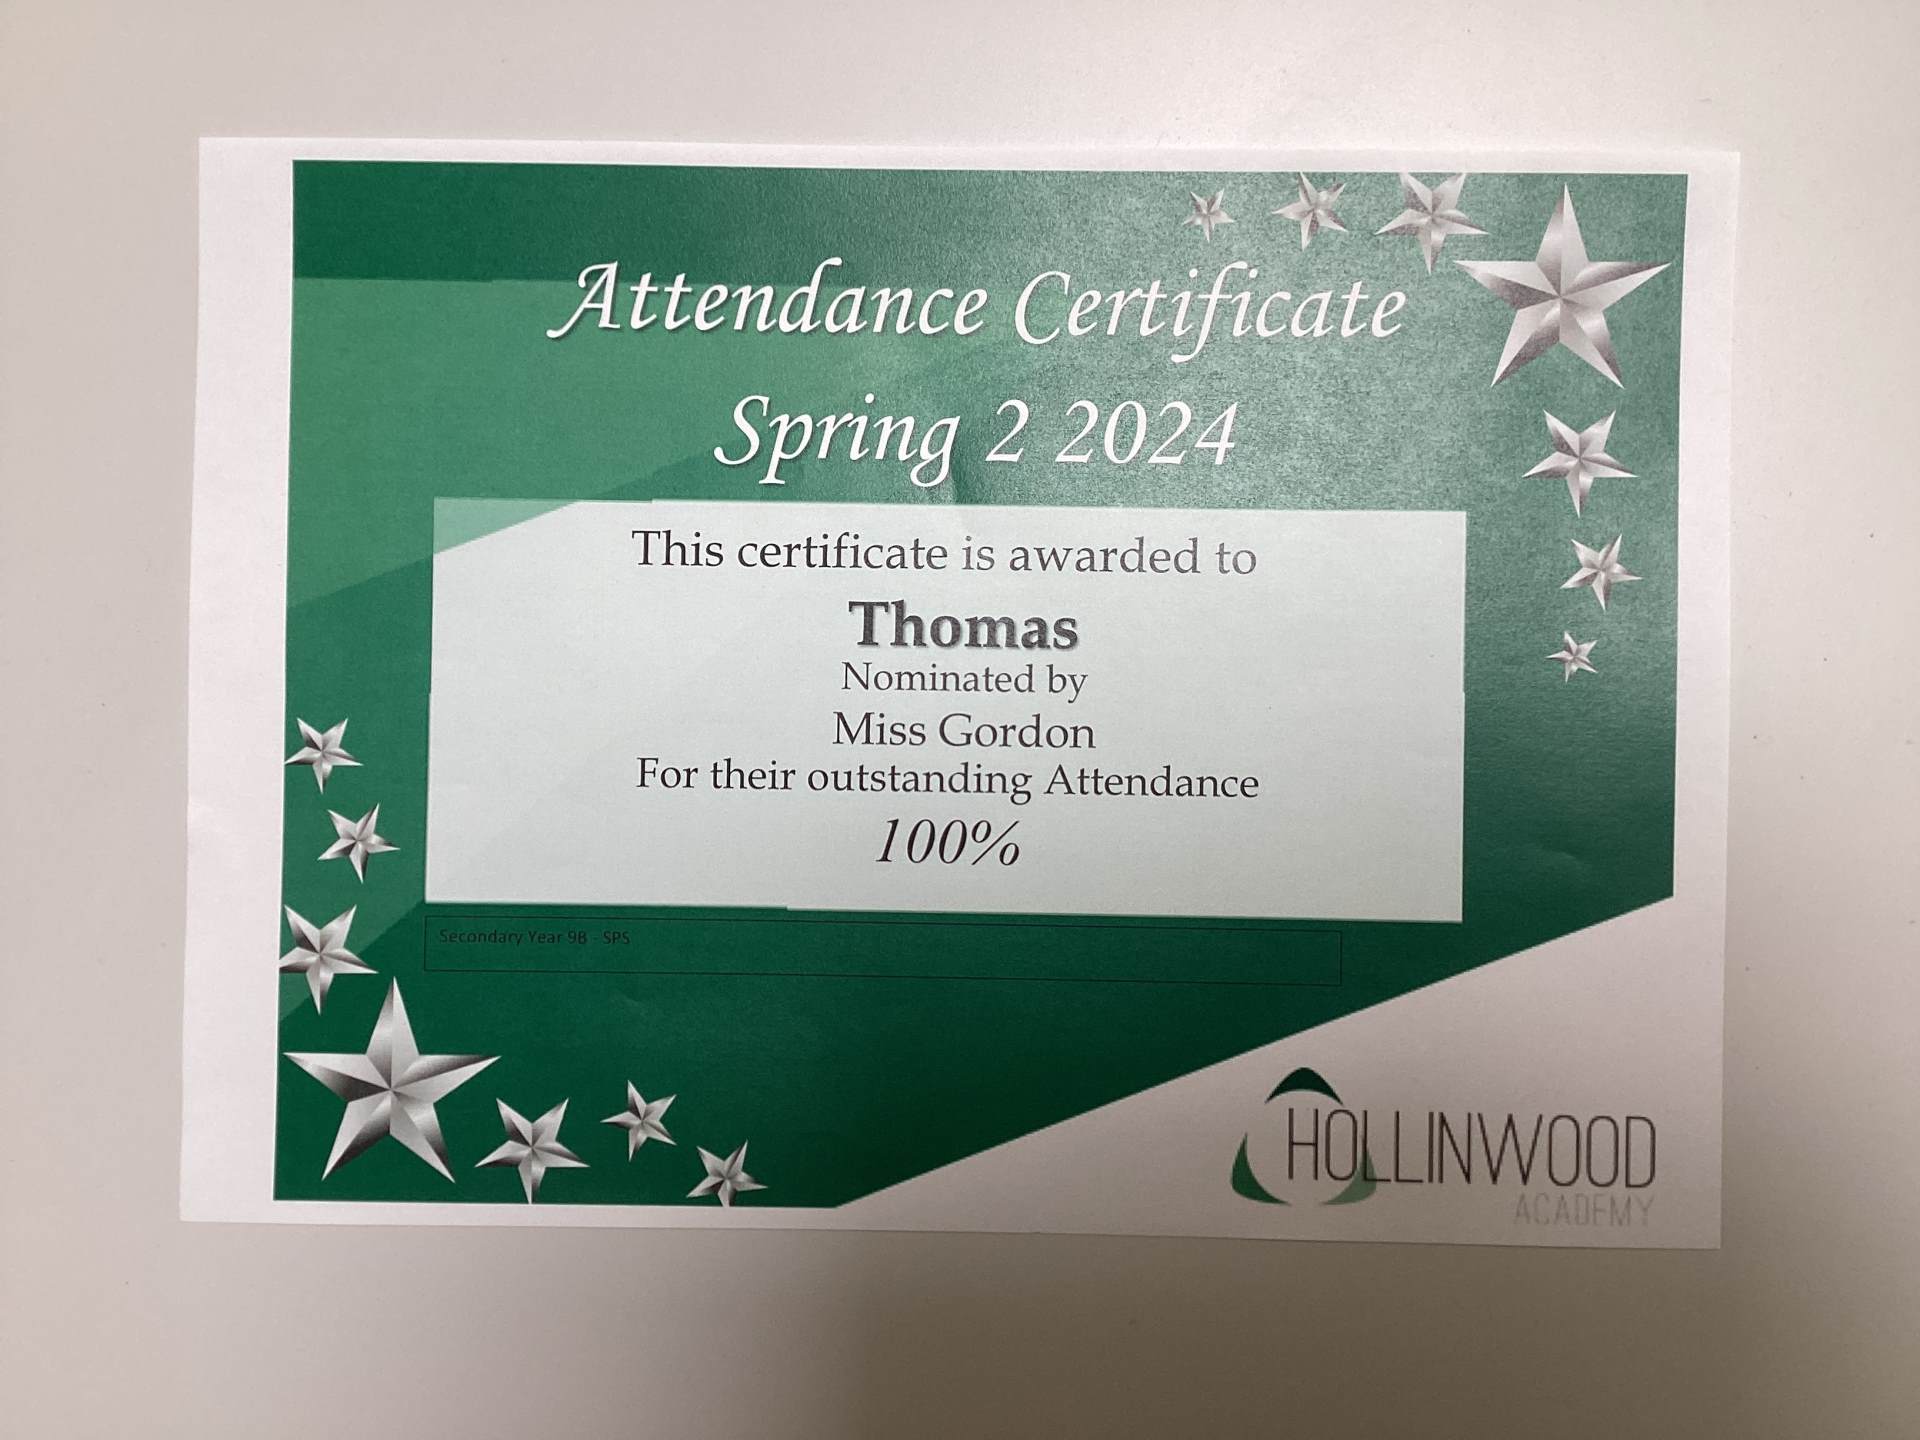 Attendance Certificate
Spring 2 2024
This certificate is awarded to
Thomas
Nominated by
Miss Gordon
For their outstanding Attendance
100%
Secondary Year 9B - SPS
HOLLINWOOD
ACADEMY